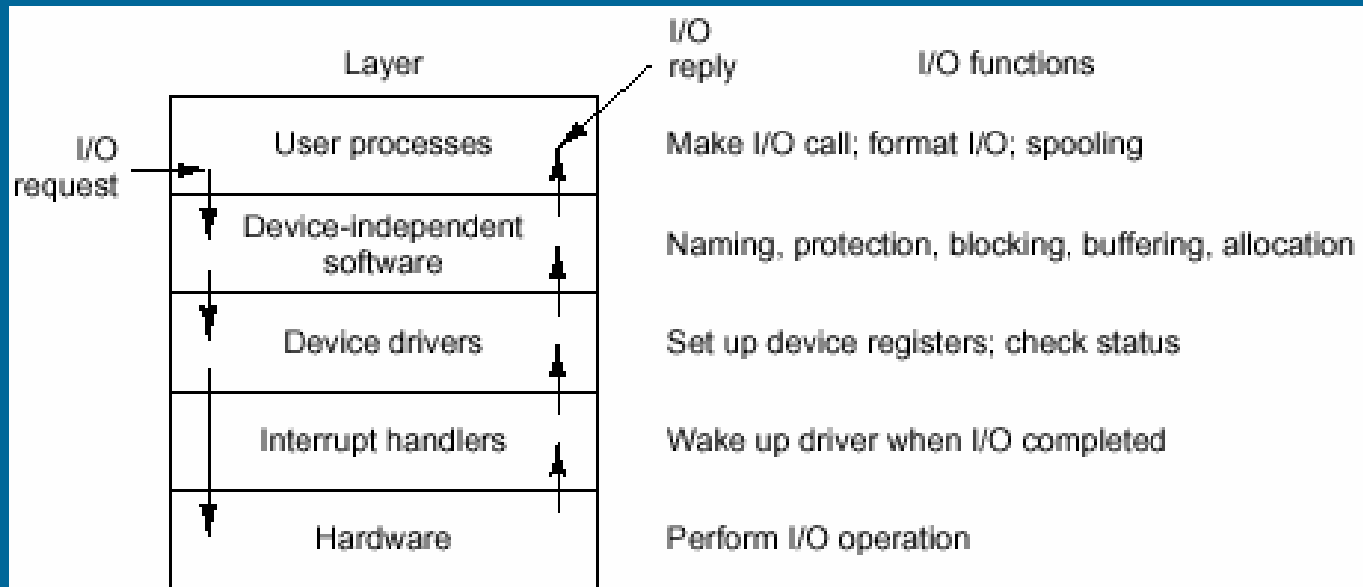 Layer
I/O
reply
I/O functions
I/O
request
User processes
Make I/O call; format I/O; spooling
Device-independent
software
Naming, protection, blocking, buffering, allocation
Device drivers
Set up device registers; check status
Interrupt handlers
Wake up driver when I/O completed
Hardware
Perform I/O operation